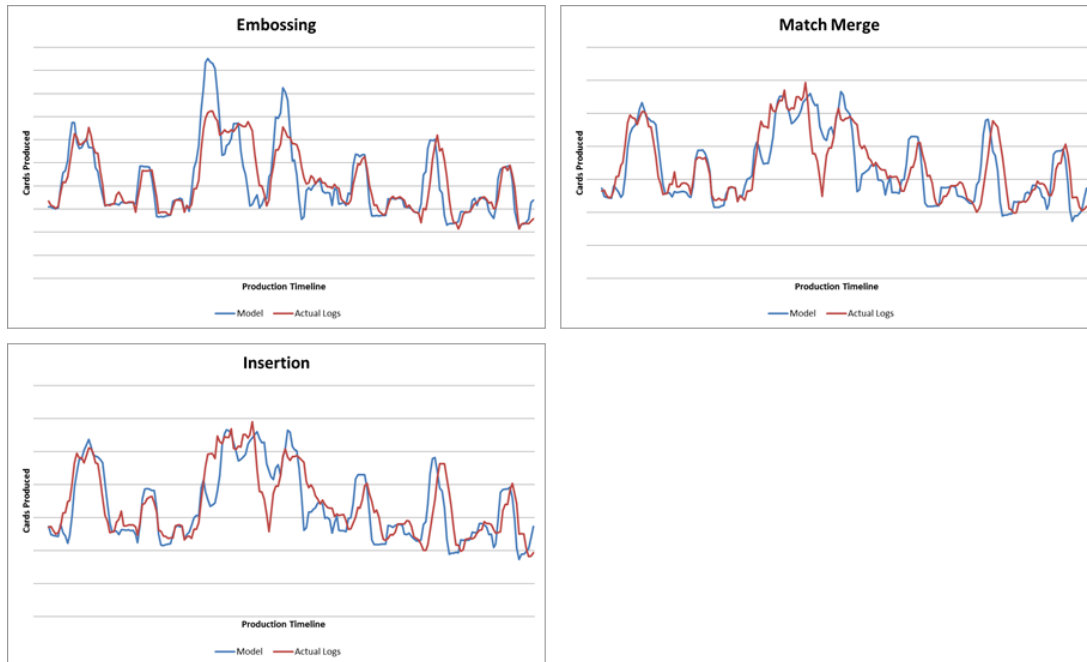 Embossing
Cards Produced
Production Timeline
Model Actual Logs
Match Merge
Cards Produced
Production Timeline
Model Actual Logs
Insertion
Cards Produced
Production Timeline
Model Actual Logs